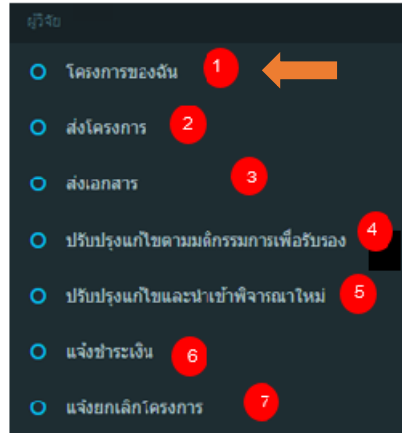 ผู้วิจัย
โครงการของฉัน 1
ส่งโครงการ 2
ส่งเอกสาร 3
ปรับปรุงแก้ไขตามมติกรรมการเพื่อรับรอง 4
ปรับปรุงแก้ไขและนำเข้าพิจารณาใหม่ 5
แจ้งชำระเงิน 6
แจ้งยกเลิกโครงการ 7